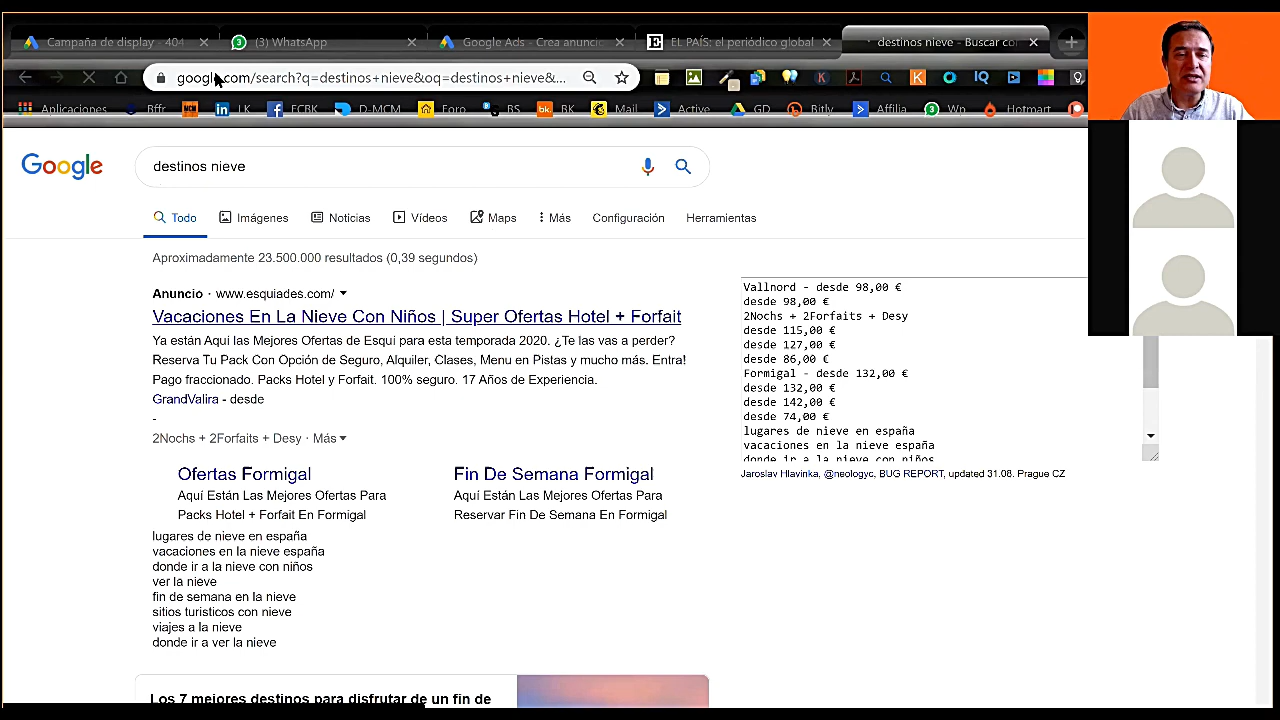 Campaña de display - 404
(3) WhatsApp
Google Ads - Crea anuncio
EL PAÍS: el periódico global
destinos nieve - Buscar co
google.com/search?q=destinos+nieve&oq=destinos+nieve&...
Aplicaciones
Bffr
LK
FCBK
D-MCM
Foro
BS
BK
Mail
Active
GD
Bitly
Affilia
Wp
Hotmart
Google
destinos nieve
Todo
Imágenes
Noticias
Vídeos
Maps
Más
Configuración
Herramientas
Aproximadamente 23.500.000 resultados (0,39 segundos)
Anuncio · www.esquiades.com/
Vacaciones En La Nieve Con Niños | Super Ofertas Hotel + Forfait
Ya están Aquí las Mejores Ofertas de Esquí para esta temporada 2020. ¿Te las vas a perder?
Reserva Tu Pack Con Opción de Seguro, Alquiler, Clases, Menu en Pistas y mucho más. Entra!
Pago fraccionado. Packs Hotel y Forfait. 100% seguro. 17 Años de Experiencia.
GrandValira - desde
-
2Nochs + 2Forfaits + Desy · Más
Ofertas Formigal
Aquí Están Las Mejores Ofertas Para
Packs Hotel + Forfait En Formigal
Fin De Semana Formigal
Aquí Están Las Mejores Ofertas Para
Reservar Fin De Semana En Formigal
lugares de nieve en españa
vacaciones en la nieve españa
donde ir a la nieve con niños
ver la nieve
fin de semana en la nieve
sitios turisticos con nieve
viajes a la nieve
donde ir a ver la nieve
Los 7 mejores destinos para disfrutar de un fin de
Vallnord - desde 98,00 €
desde 98,00 €
2Nochs + 2Forfaits + Desy
desde 115,00 €
desde 127,00 €
desde 86,00 €
Formigal - desde 132,00 €
desde 132,00 €
desde 142,00 €
desde 74,00 €
lugares de nieve en españa
vacaciones en la nieve españa
donde ir a la nieve con niños
Jaroslav Hlavinka, @neologyc, BUG REPORT, updated 31.08. Prague CZ